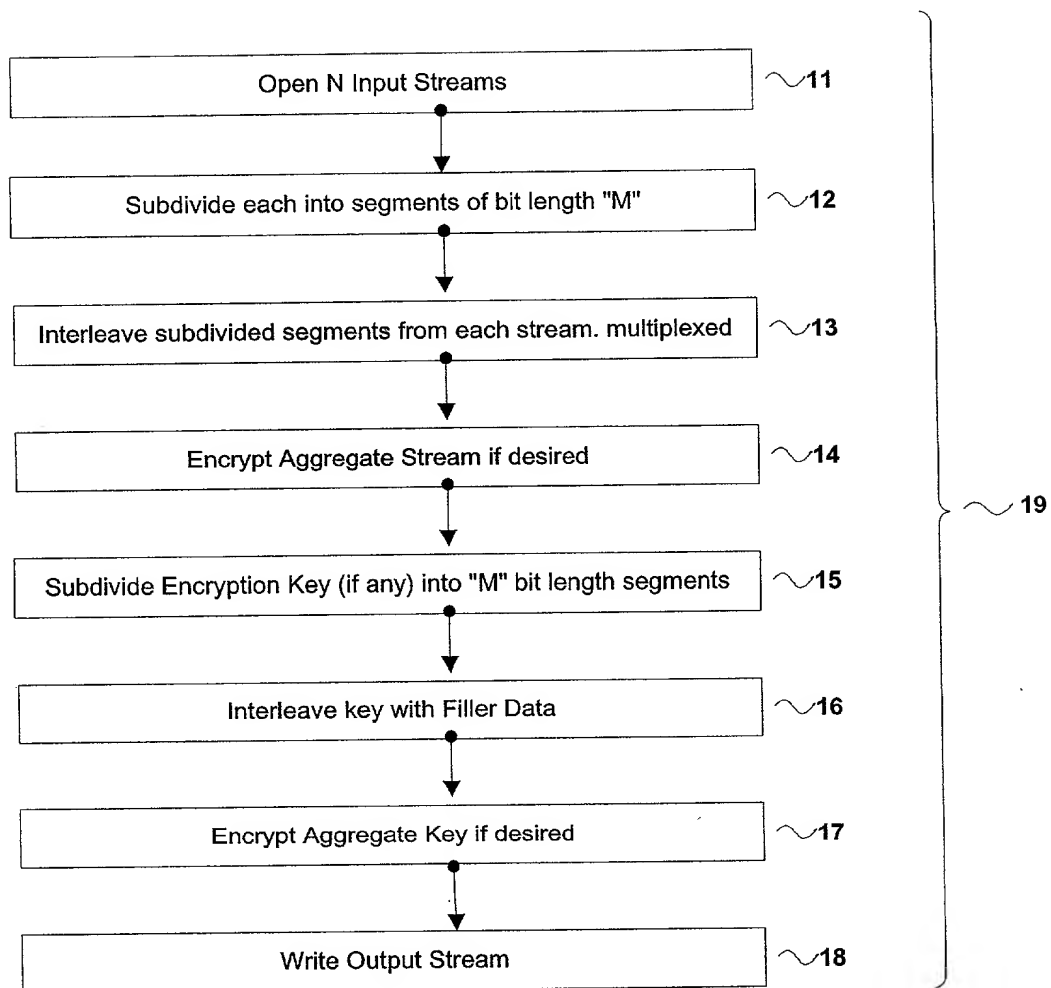 Open N Input Streams
11
Subdivide each into segments of bit length "M"
12
Interleave subdivided segments from each stream. multiplexed
13
Encrypt Aggregate Stream if desired
14
19
Subdivide Encryption Key (if any) into "M" bit length segments
15
Interleave key with Filler Data
16
Encrypt Aggregate Key if desired
17
Write Output Stream
18